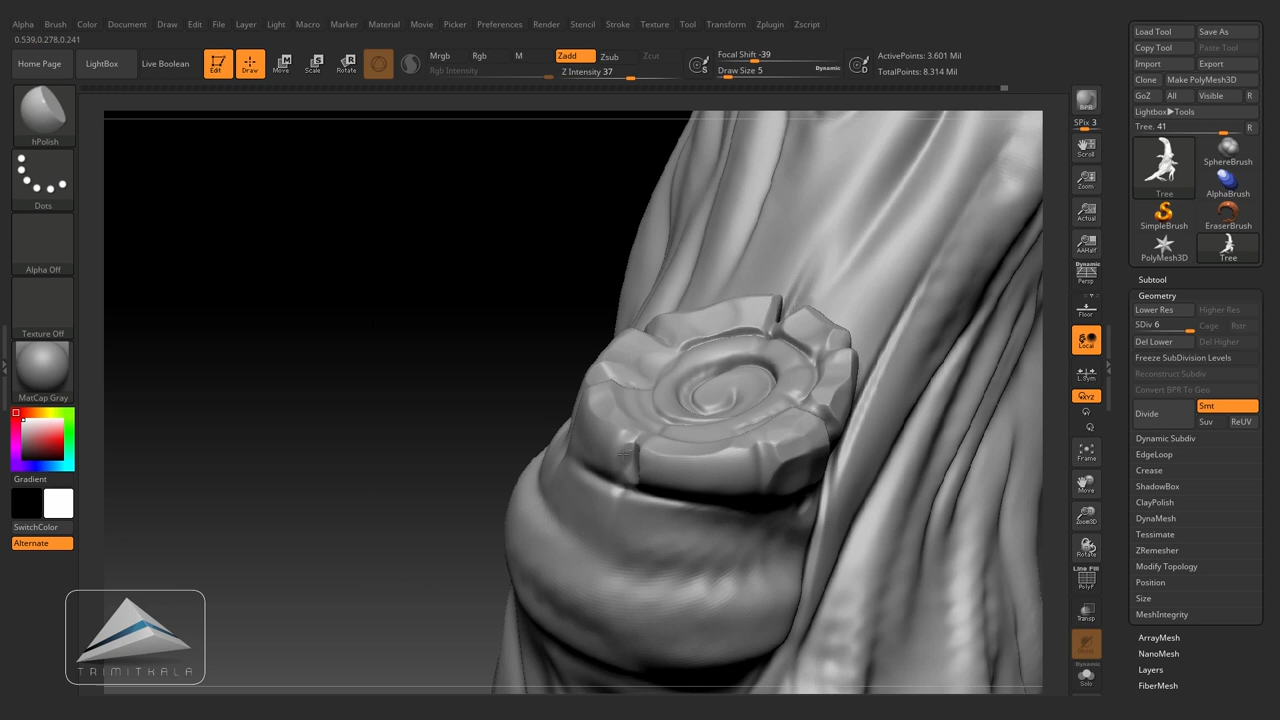 Alpha Brush Color Document Draw Edit File Layer Light Macro Marker Material Movie Picker Preferences Render Stencil Stroke Texture Tool Transform Zplugin Zscript
0.539,0.278,0.241
Home Page LightBox Live Boolean Edit Draw Move Scale Rotate
Mrgb Rgb M Zadd Zsub Zcut
Rgb Intensity Z Intensity 37
Focal Shift -39
Draw Size 5 Dynamic
ActivePoints: 3.601 Mil
TotalPoints: 8.314 Mil
hPolish
Dots
Alpha Off
Texture Off
MatCap Gray
Gradient
SwitchColor
Alternate
TRIMITKALA
BPR
SPix 3
Scroll
Zoom
Actual
AAHalf
Dynamic
Persp
Floor
Local
L.Sym
XYZ
Frame
Move
Zoom3D
Rotate
Line Fill
PolyF
Transp
Dynamic
Solo
Load Tool Save As
Copy Tool Paste Tool
Import Export
Clone Make PolyMesh3D
GoZ All Visible R
Lightbox▶Tools
Tree. 41 R
Tree SphereBrush
AlphaBrush
SimpleBrush EraserBrush
PolyMesh3D Tree
Subtool
Geometry
Lower Res Higher Res
SDiv 6 Cage Rstr
Del Lower Del Higher
Freeze SubDivision Levels
Reconstruct Subdiv
Convert BPR To Geo
Divide Smt
Suv ReUV
Dynamic Subdiv
EdgeLoop
Crease
ShadowBox
ClayPolish
DynaMesh
Tessimate
ZRemesher
Modify Topology
Position
Size
MeshIntegrity
ArrayMesh
NanoMesh
Layers
FiberMesh